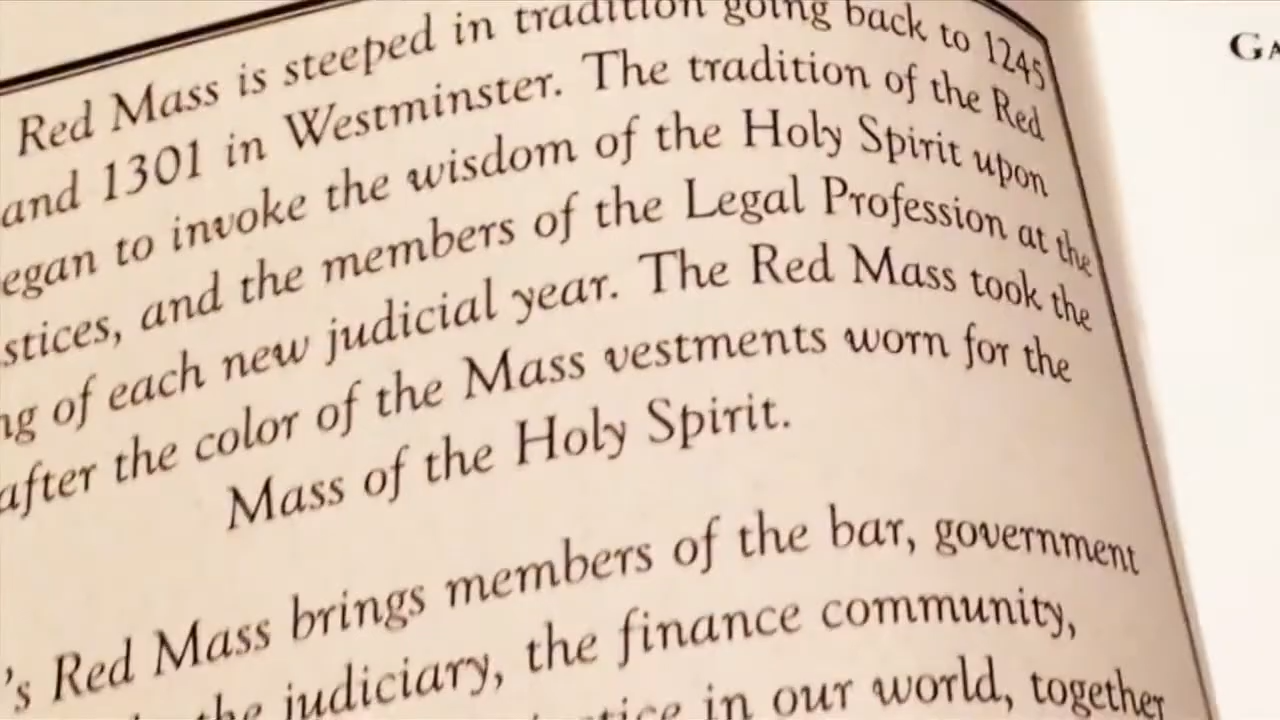 Red Mass is steeped in tradition going back to 1245
and 1301 in Westminster. The tradition of the Red
egan to invoke the wisdom of the Holy Spirit upon
stices, and the members of the Legal Profession at the
ng of each new judicial year. The Red Mass took the
after the color of the Mass vestments worn for the
Mass of the Holy Spirit.
's Red Mass brings members of the bar, government
the judiciary, the finance community,
tice in our world, together
GA